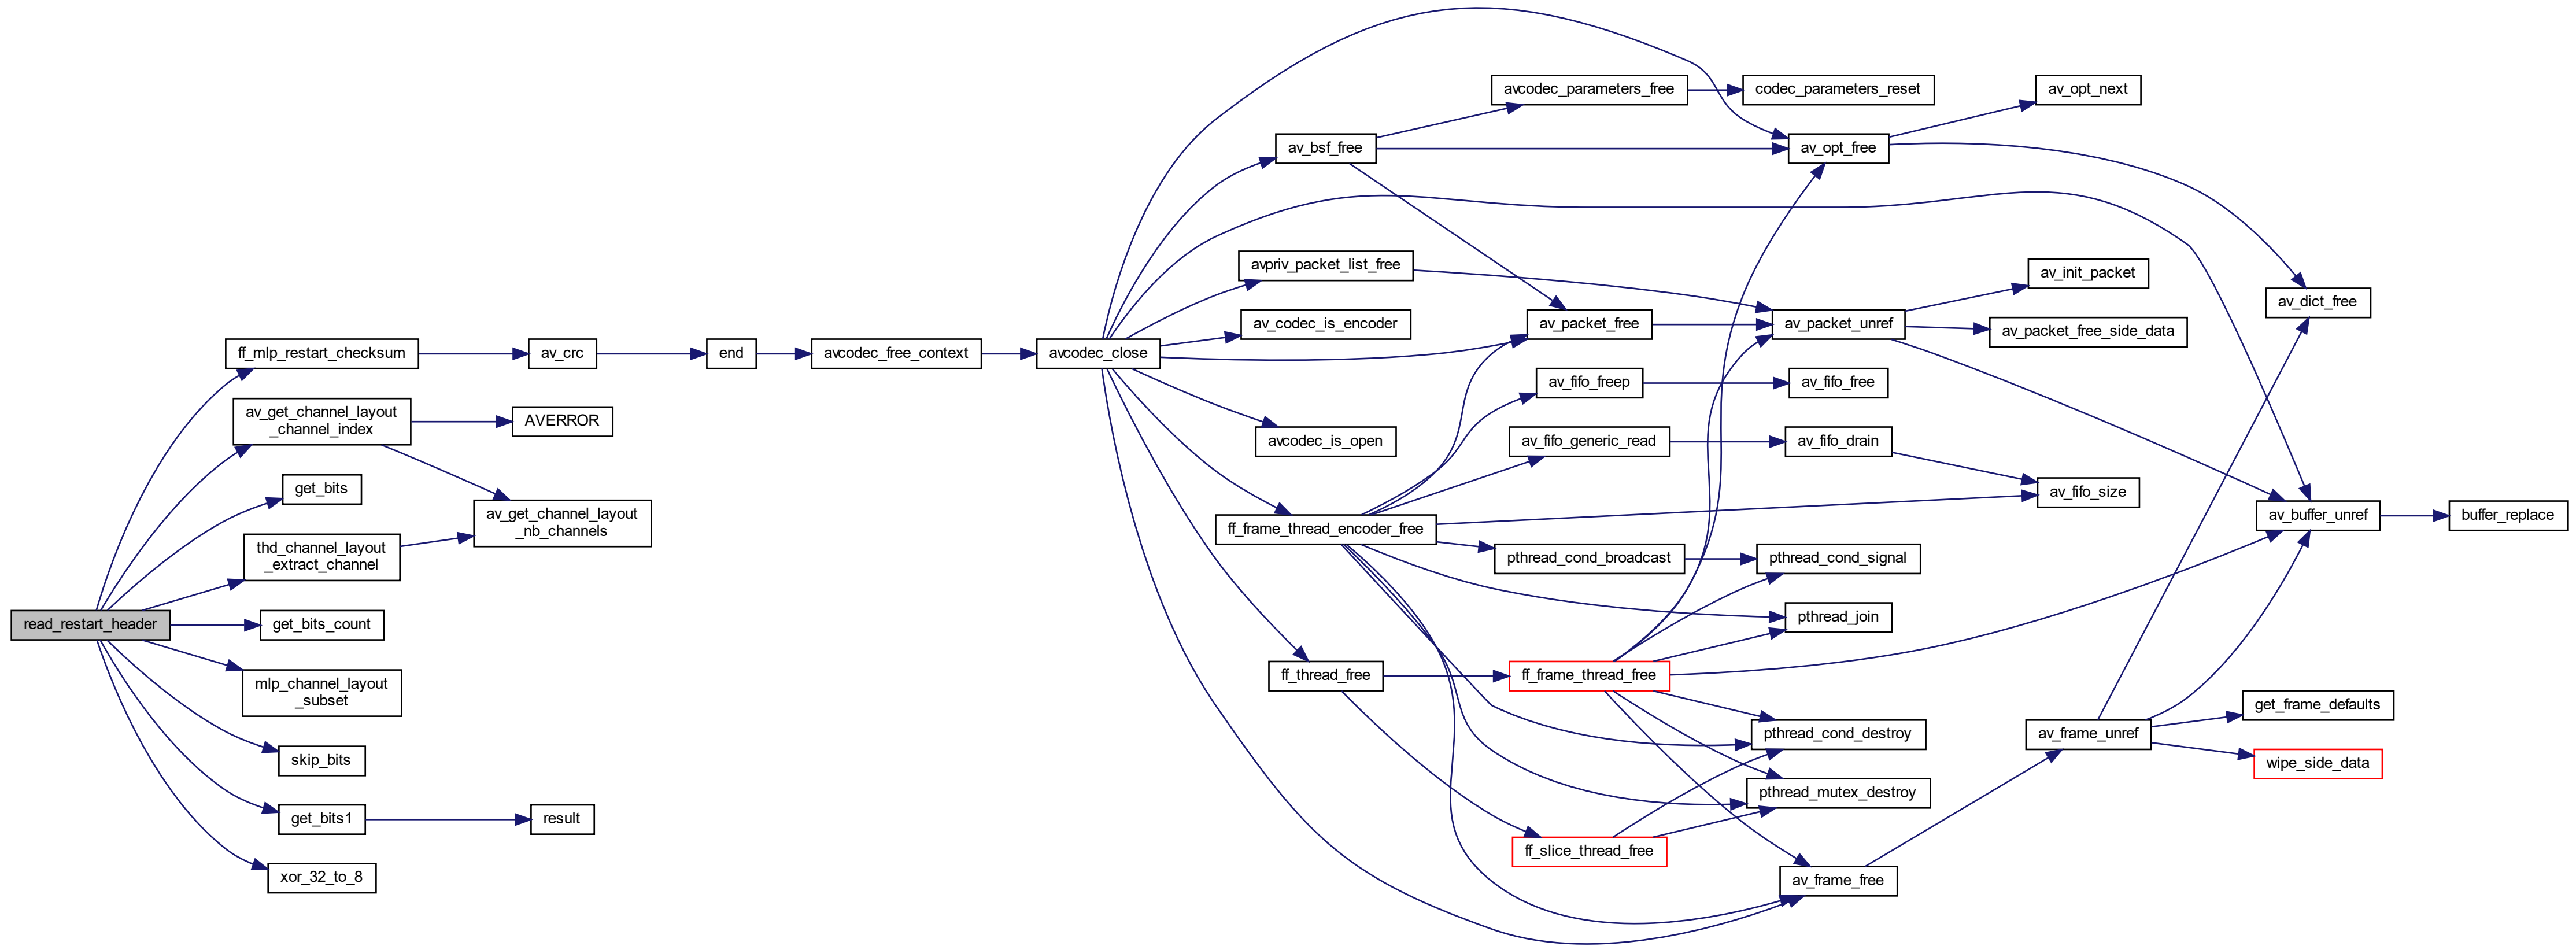 read_restart_header
ff_mlp_restart_checksum
av_crc
end
avcodec_free_context
avcodec_close
av_get_channel_layout
_channel_index
AVERROR
get_bits
av_get_channel_layout
_nb_channels
thd_channel_layout
_extract_channel
get_bits_count
mlp_channel_layout
_subset
skip_bits
get_bits1
result
xor_32_to_8
av_bsf_free
avcodec_parameters_free
codec_parameters_reset
av_opt_free
av_opt_next
av_dict_free
avpriv_packet_list_free
av_codec_is_encoder
av_packet_free
av_packet_unref
av_init_packet
av_packet_free_side_data
avcodec_is_open
av_fifo_freep
av_fifo_free
av_fifo_generic_read
av_fifo_drain
av_fifo_size
av_buffer_unref
buffer_replace
ff_frame_thread_encoder_free
pthread_cond_broadcast
pthread_cond_signal
pthread_join
ff_thread_free
ff_frame_thread_free
pthread_cond_destroy
pthread_mutex_destroy
ff_slice_thread_free
av_frame_free
av_frame_unref
get_frame_defaults
wipe_side_data